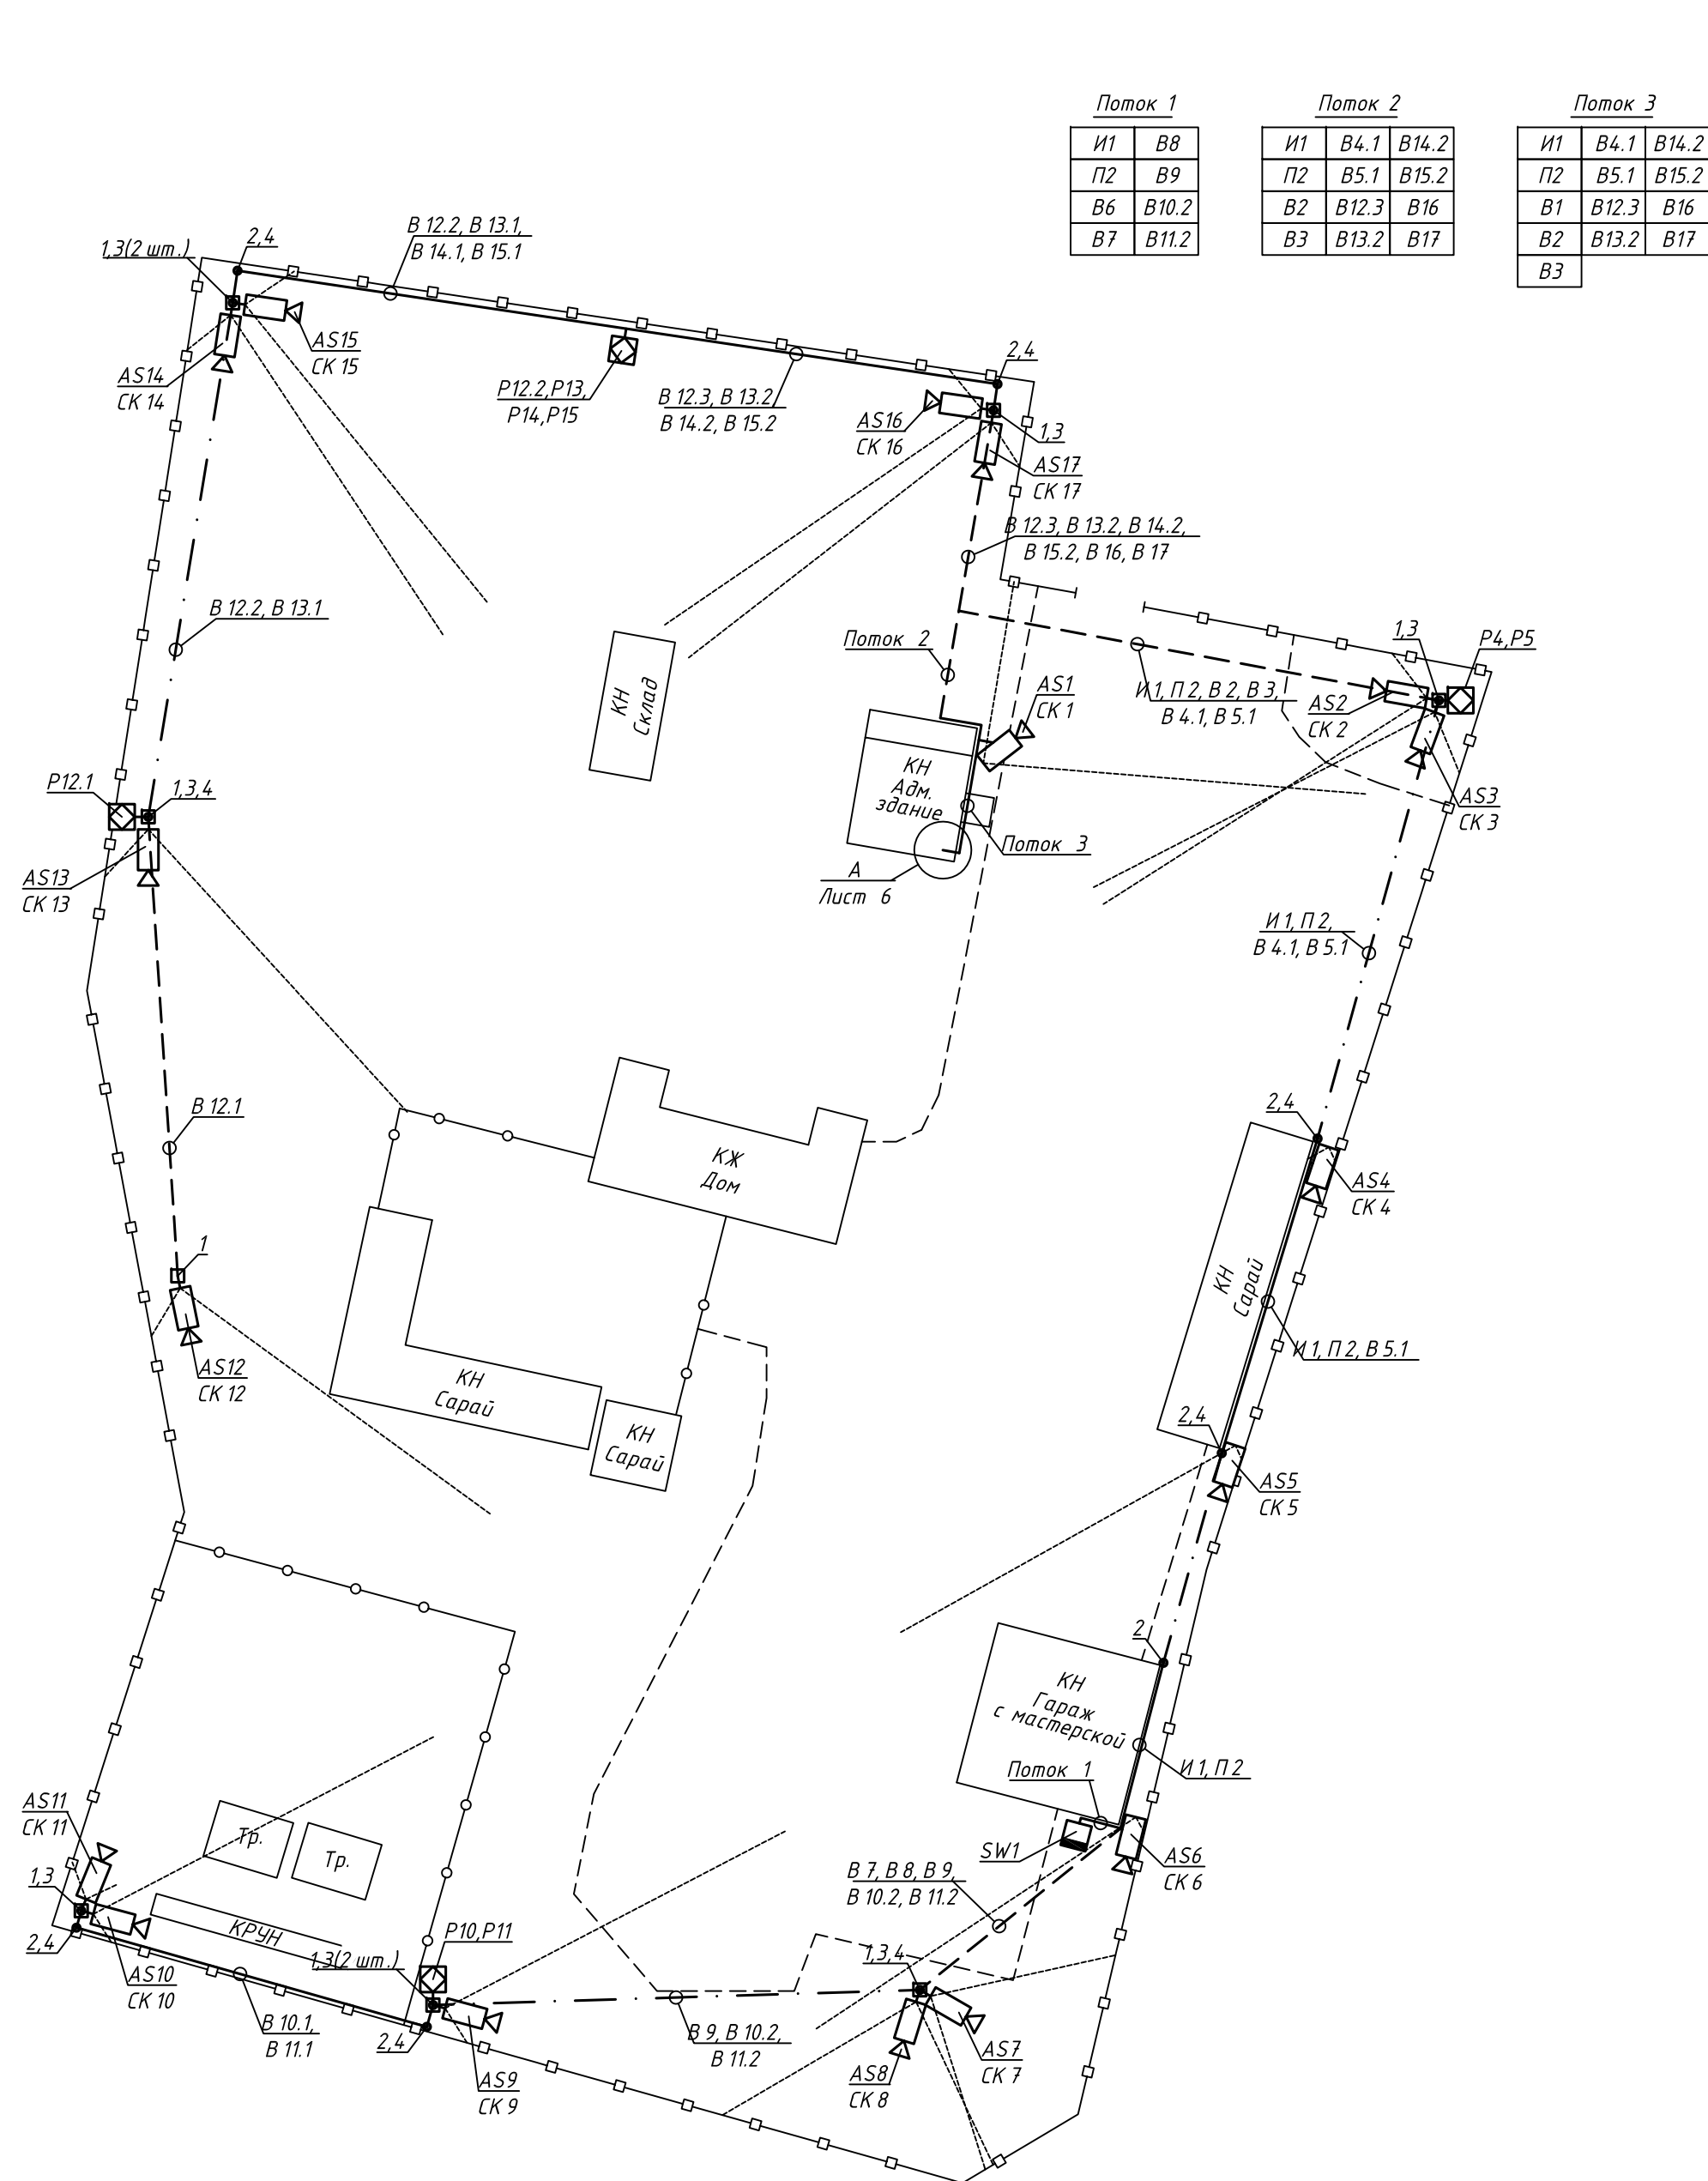 Поток 1
И1 В8
П2 В9
В6 В10.2
В7 В11.2
Поток 2
И1 В4.1 В14.2
П2 В5.1 В15.2
В2 В12.3 В16
В3 В13.2 В17
Поток 3
И1 В4.1 В14.2
П2 В5.1 В15.2
В1 В12.3 В16
В2 В13.2 В17
В3
1,3(2 шт.)
2,4
В 12.2, В 13.1,
В 14.1, В 15.1
AS15
СК 15
AS14
СК 14
Р12.2,Р13,
Р14,Р15
В 12.3, В 13.2,
В 14.2, В 15.2
2,4
AS16
СК 16
1,3
AS17
СК 17
В 12.3, В 13.2, В 14.2,
В 15.2, В 16, В 17
В 12.2, В 13.1
Поток 2
КН
Склад
AS1
СК 1
И 1, П 2, В 2, В 3,
В 4.1, В 5.1
1,3
Р4,Р5
AS2
СК 2
AS3
СК 3
КН
Адм.
здание
Поток 3
А
Лист 6
Р12.1
1,3,4
AS13
СК 13
И 1, П 2,
В 4.1, В 5.1
В 12.1
2,4
AS4
СК 4
КЖ
Дом
1
AS12
СК 12
КН
Сарай
И 1, П 2, В 5.1
КН
Сарай
КН
Сарай
2,4
AS5
СК 5
2
КН
Гараж
с мастерской
И 1, П 2
Поток 1
SW1
AS6
СК 6
AS11
СК 11
1,3
2,4
Тр.
Тр.
КРУН
AS10
СК 10
В 10.1,
В 11.1
1,3(2 шт.)
Р10,Р11
2,4
AS9
СК 9
В 9, В 10.2,
В 11.2
В 7, В 8, В 9,
В 10.2, В 11.2
1,3,4
AS7
СК 7
AS8
СК 8